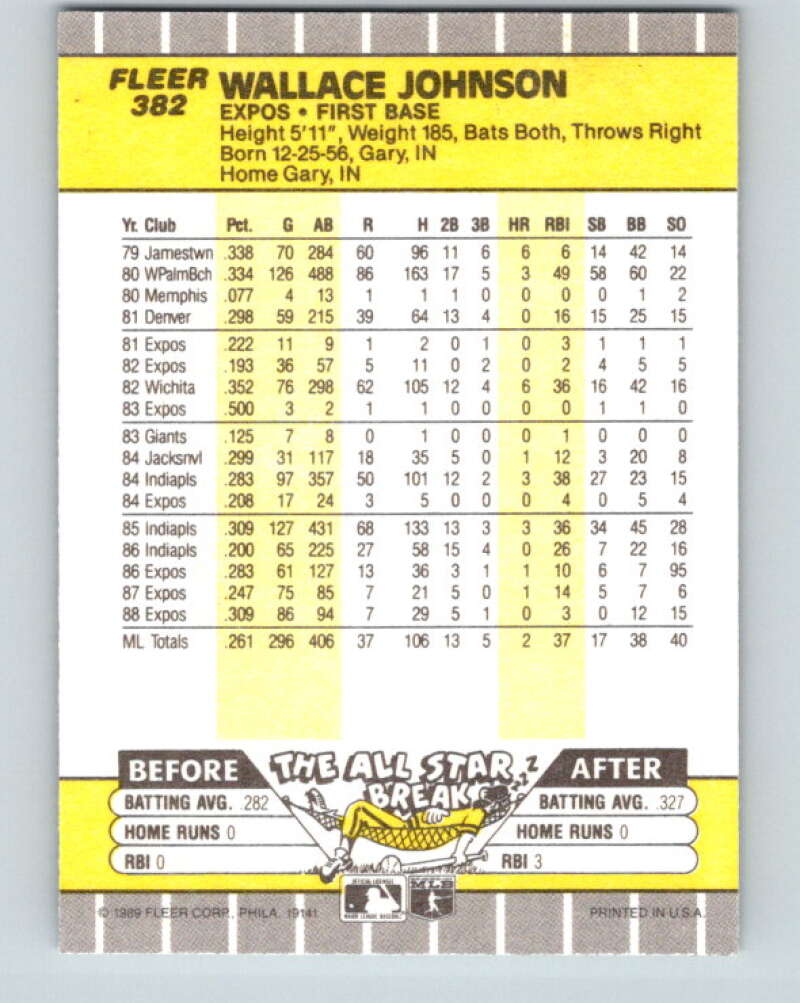 FLEER WALLACE JOHNSON
382 EXPOS • FIRST BASE
Height 5'11", Weight 185, Bats Both, Throws Right
Born 12-25-56, Gary, IN
Home Gary, IN
Yr. Club Pct. G AB R H 2B 3B HR RBI SB BB SO
79 Jamestwn .338 70 284 60 96 11 6 6 6 14 42 14
80 WPalmBch .334 126 488 86 163 17 5 3 49 58 60 22
80 Memphis .077 4 13 1 1 1 0 0 0 0 1 2
81 Denver .298 59 215 39 64 13 4 0 16 15 25 15
81 Expos .222 11 9 1 2 0 1 0 3 1 1 1
82 Expos .193 36 57 5 11 0 2 0 2 4 5 5
82 Wichita .352 76 298 62 105 12 4 6 36 16 42 16
83 Expos .500 3 2 1 1 0 0 0 0 1 1 0
83 Giants .125 7 8 0 1 0 0 0 1 0 0 0
84 Jacksnvl .299 31 117 18 35 5 0 1 12 3 20 8
84 Indiapls .283 97 357 50 101 12 2 3 38 27 23 15
84 Expos .208 17 24 3 5 0 0 0 4 0 5 4
85 Indiapls .309 127 431 68 133 13 3 3 36 34 45 28
86 Indiapls .200 65 225 27 58 15 4 0 26 7 22 16
86 Expos .283 61 127 13 36 3 1 1 10 6 7 95
87 Expos .247 75 85 7 21 5 0 1 14 5 7 6
88 Expos .309 86 94 7 29 5 1 0 3 0 12 15
ML Totals .261 296 406 37 106 13 5 2 37 17 38 40
BEFORE THE ALL STAR BREAK ZZZ AFTER
BATTING AVG. .282 BATTING AVG. .327
HOME RUNS 0 HOME RUNS 0
RBI 0 RBI 3
OFFICIAL LICENSEE
MAJOR LEAGUE BASEBALL
MLB
© 1989 FLEER CORP., PHILA. 19141 PRINTED IN U.S.A.